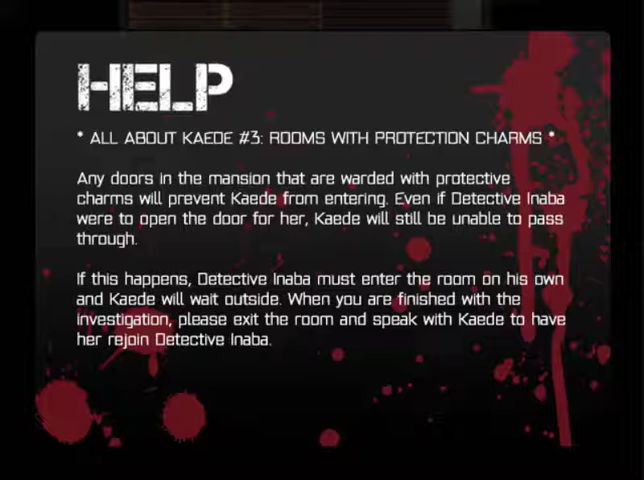 HELP
* ALL ABOUT KAEDE #3: ROOMS WITH PROTECTION CHARMS *
Any doors in the mansion that are warded with protective
charms will prevent Kaede from entering. Even if Detective Inaba
were to open the door for her, Kaede will still be unable to pass
through.
If this happens, Detective Inaba must enter the room on his own
and Kaede will wait outside. When you are finished with the
investigation, please exit the room and speak with Kaede to have
her rejoin Detective Inaba.